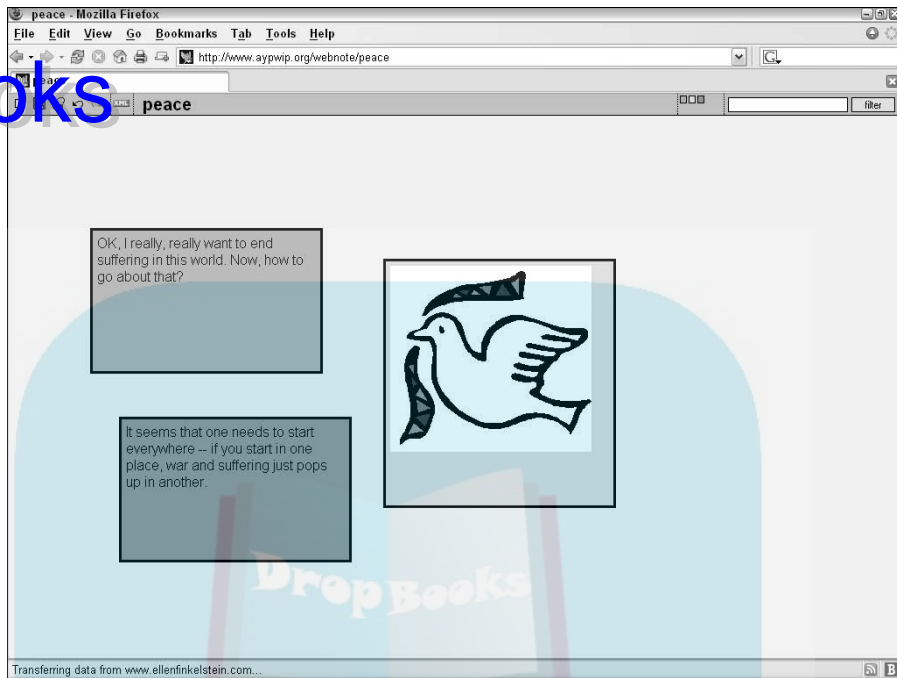 peace - Mozilla Firefox
File Edit View Go Bookmarks Tab Tools Help
http://www.aypwip.org/webnote/peace
G
peace
oks
XML
peace
filter
OK, I really, really want to end
suffering in this world. Now, how to
go about that?
It seems that one needs to start
everywhere -- if you start in one
place, war and suffering just pops
up in another.
DropBooks
Transferring data from www.ellenfinkelstein.com...
B